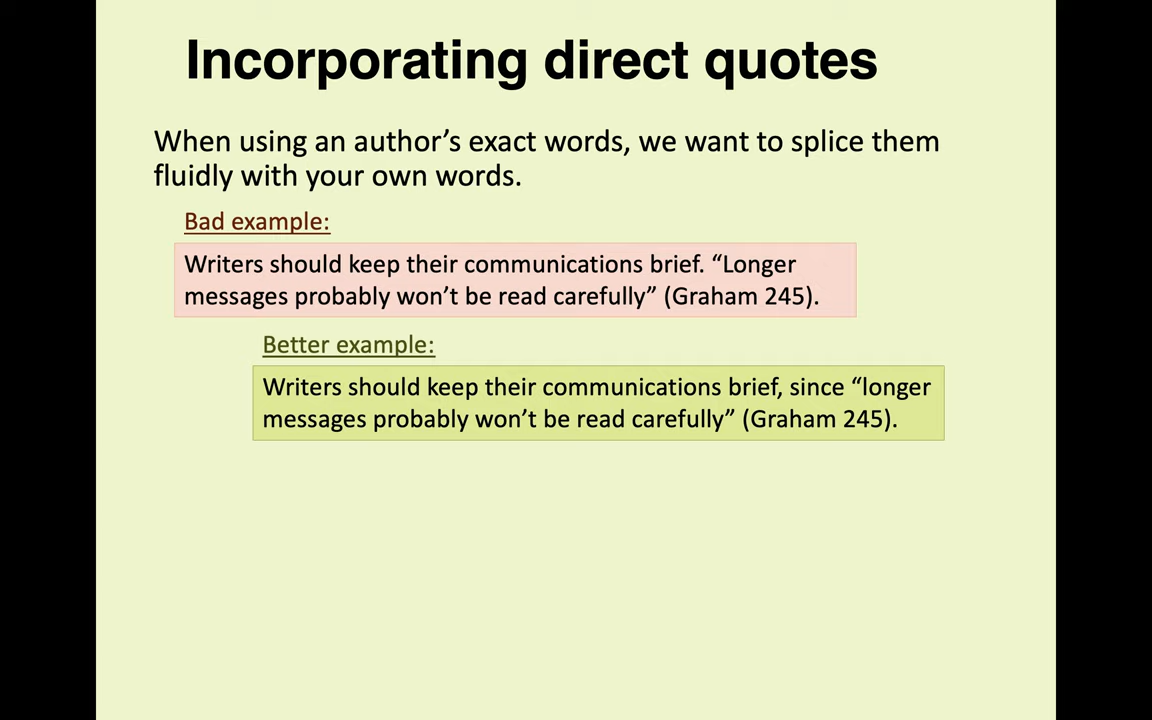 Incorporating direct quotes
When using an author’s exact words, we want to splice them
fluidly with your own words.
Bad example:
Writers should keep their communications brief. “Longer
messages probably won’t be read carefully” (Graham 245).
Better example:
Writers should keep their communications brief, since “longer
messages probably won’t be read carefully” (Graham 245).